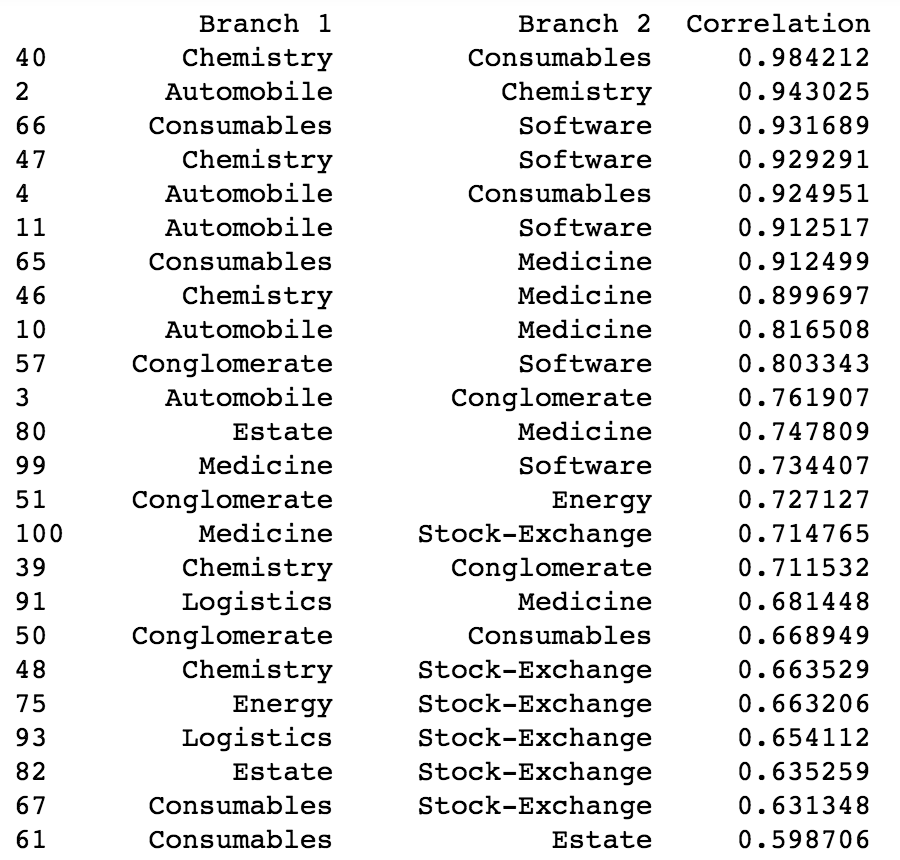 Branch 1 Branch 2 Correlation
40 Chemistry Consumables 0.984212
2 Automobile Chemistry 0.943025
66 Consumables Software 0.931689
47 Chemistry Software 0.929291
4 Automobile Consumables 0.924951
11 Automobile Software 0.912517
65 Consumables Medicine 0.912499
46 Chemistry Medicine 0.899697
10 Automobile Medicine 0.816508
57 Conglomerate Software 0.803343
3 Automobile Conglomerate 0.761907
80 Estate Medicine 0.747809
99 Medicine Software 0.734407
51 Conglomerate Energy 0.727127
100 Medicine Stock-Exchange 0.714765
39 Chemistry Conglomerate 0.711532
91 Logistics Medicine 0.681448
50 Conglomerate Consumables 0.668949
48 Chemistry Stock-Exchange 0.663529
75 Energy Stock-Exchange 0.663206
93 Logistics Stock-Exchange 0.654112
82 Estate Stock-Exchange 0.635259
67 Consumables Stock-Exchange 0.631348
61 Consumables Estate 0.598706